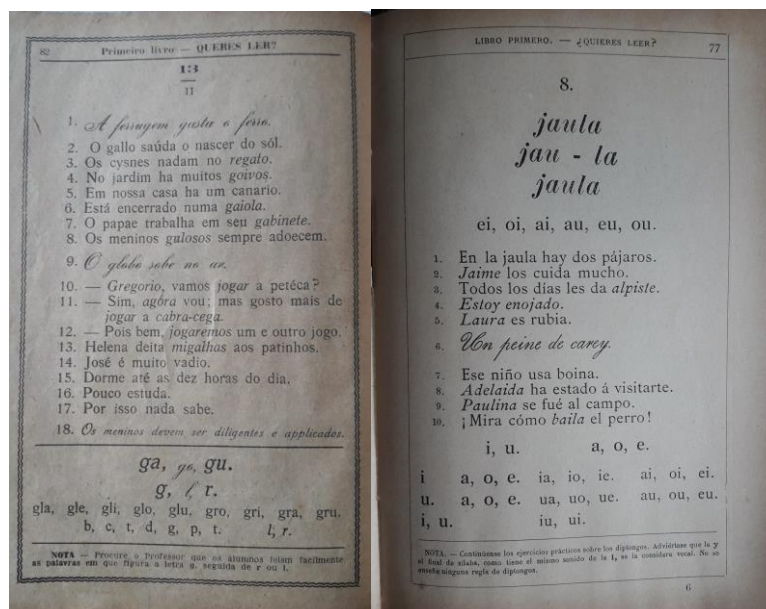 82 Primeiro livro — QUERES LER?
13
II
1. A ferrugem gasta o ferro.
2. O gallo saúda o nascer do sól.
3. Os cysnes nadam no regato.
4. No jardim ha muitos goivos.
5. Em nossa casa ha um canario.
6. Está encerrado numa gaiola.
7. O papae trabalha em seu gabinete.
8. Os meninos gulosos sempre adoecem.
9. O globo sobe no ar.
10. — Gregorio, vamos jogar a petéca?
11. — Sim, agóra vou; mas gosto mais de
jogar a cabra-cega.
12. — Pois bem, jogaremos um e outro jogo.
13. Helena deita migalhas aos patinhos.
14. José é muito vadio.
15. Dorme até as dez horas do dia.
16. Pouco estuda.
17. Por isso nada sabe.
18. Os meninos devem ser diligentes e applicados.
ga, go, gu.
g, l, r.
gla, gle, gli, glo, glu, gro, gri, gra, gru.
b, c, t, d, g, p, t. l, r.
NOTA — Procure o Professor que os alumnos leiam facilmente
as palavras em que figura a letra g, seguida de r ou l.
LIBRO PRIMERO. — ¿QUIERES LEER? 77
8.
jaula
jau - la
jaula
ei, oi, ai, au, eu, ou.
1. En la jaula hay dos pájaros.
2. Jaime los cuida mucho.
3. Todos los días les da alpiste.
4. Estoy enojado.
5. Laura es rubia.
6. Un peine de carey.
7. Ese niño usa boina.
8. Adelaida ha estado á visitarte.
9. Paulina se fué al campo.
10. ¡Mira cómo baila el perro!
i, u. a, o, e.
i a, o, e. ia, io, ie. ai, oi, ei.
u. a, o, e. ua, uo, ue. au, ou, eu.
i, u. iu, ui.
NOTA. — Continúense los ejercicios prácticos sobre los diptongos. Adviértase que la y
al final de sílaba, como tiene el mismo sonido de la i, se la considera vocal. No se
enseñe ninguna regla de diptongos.
6